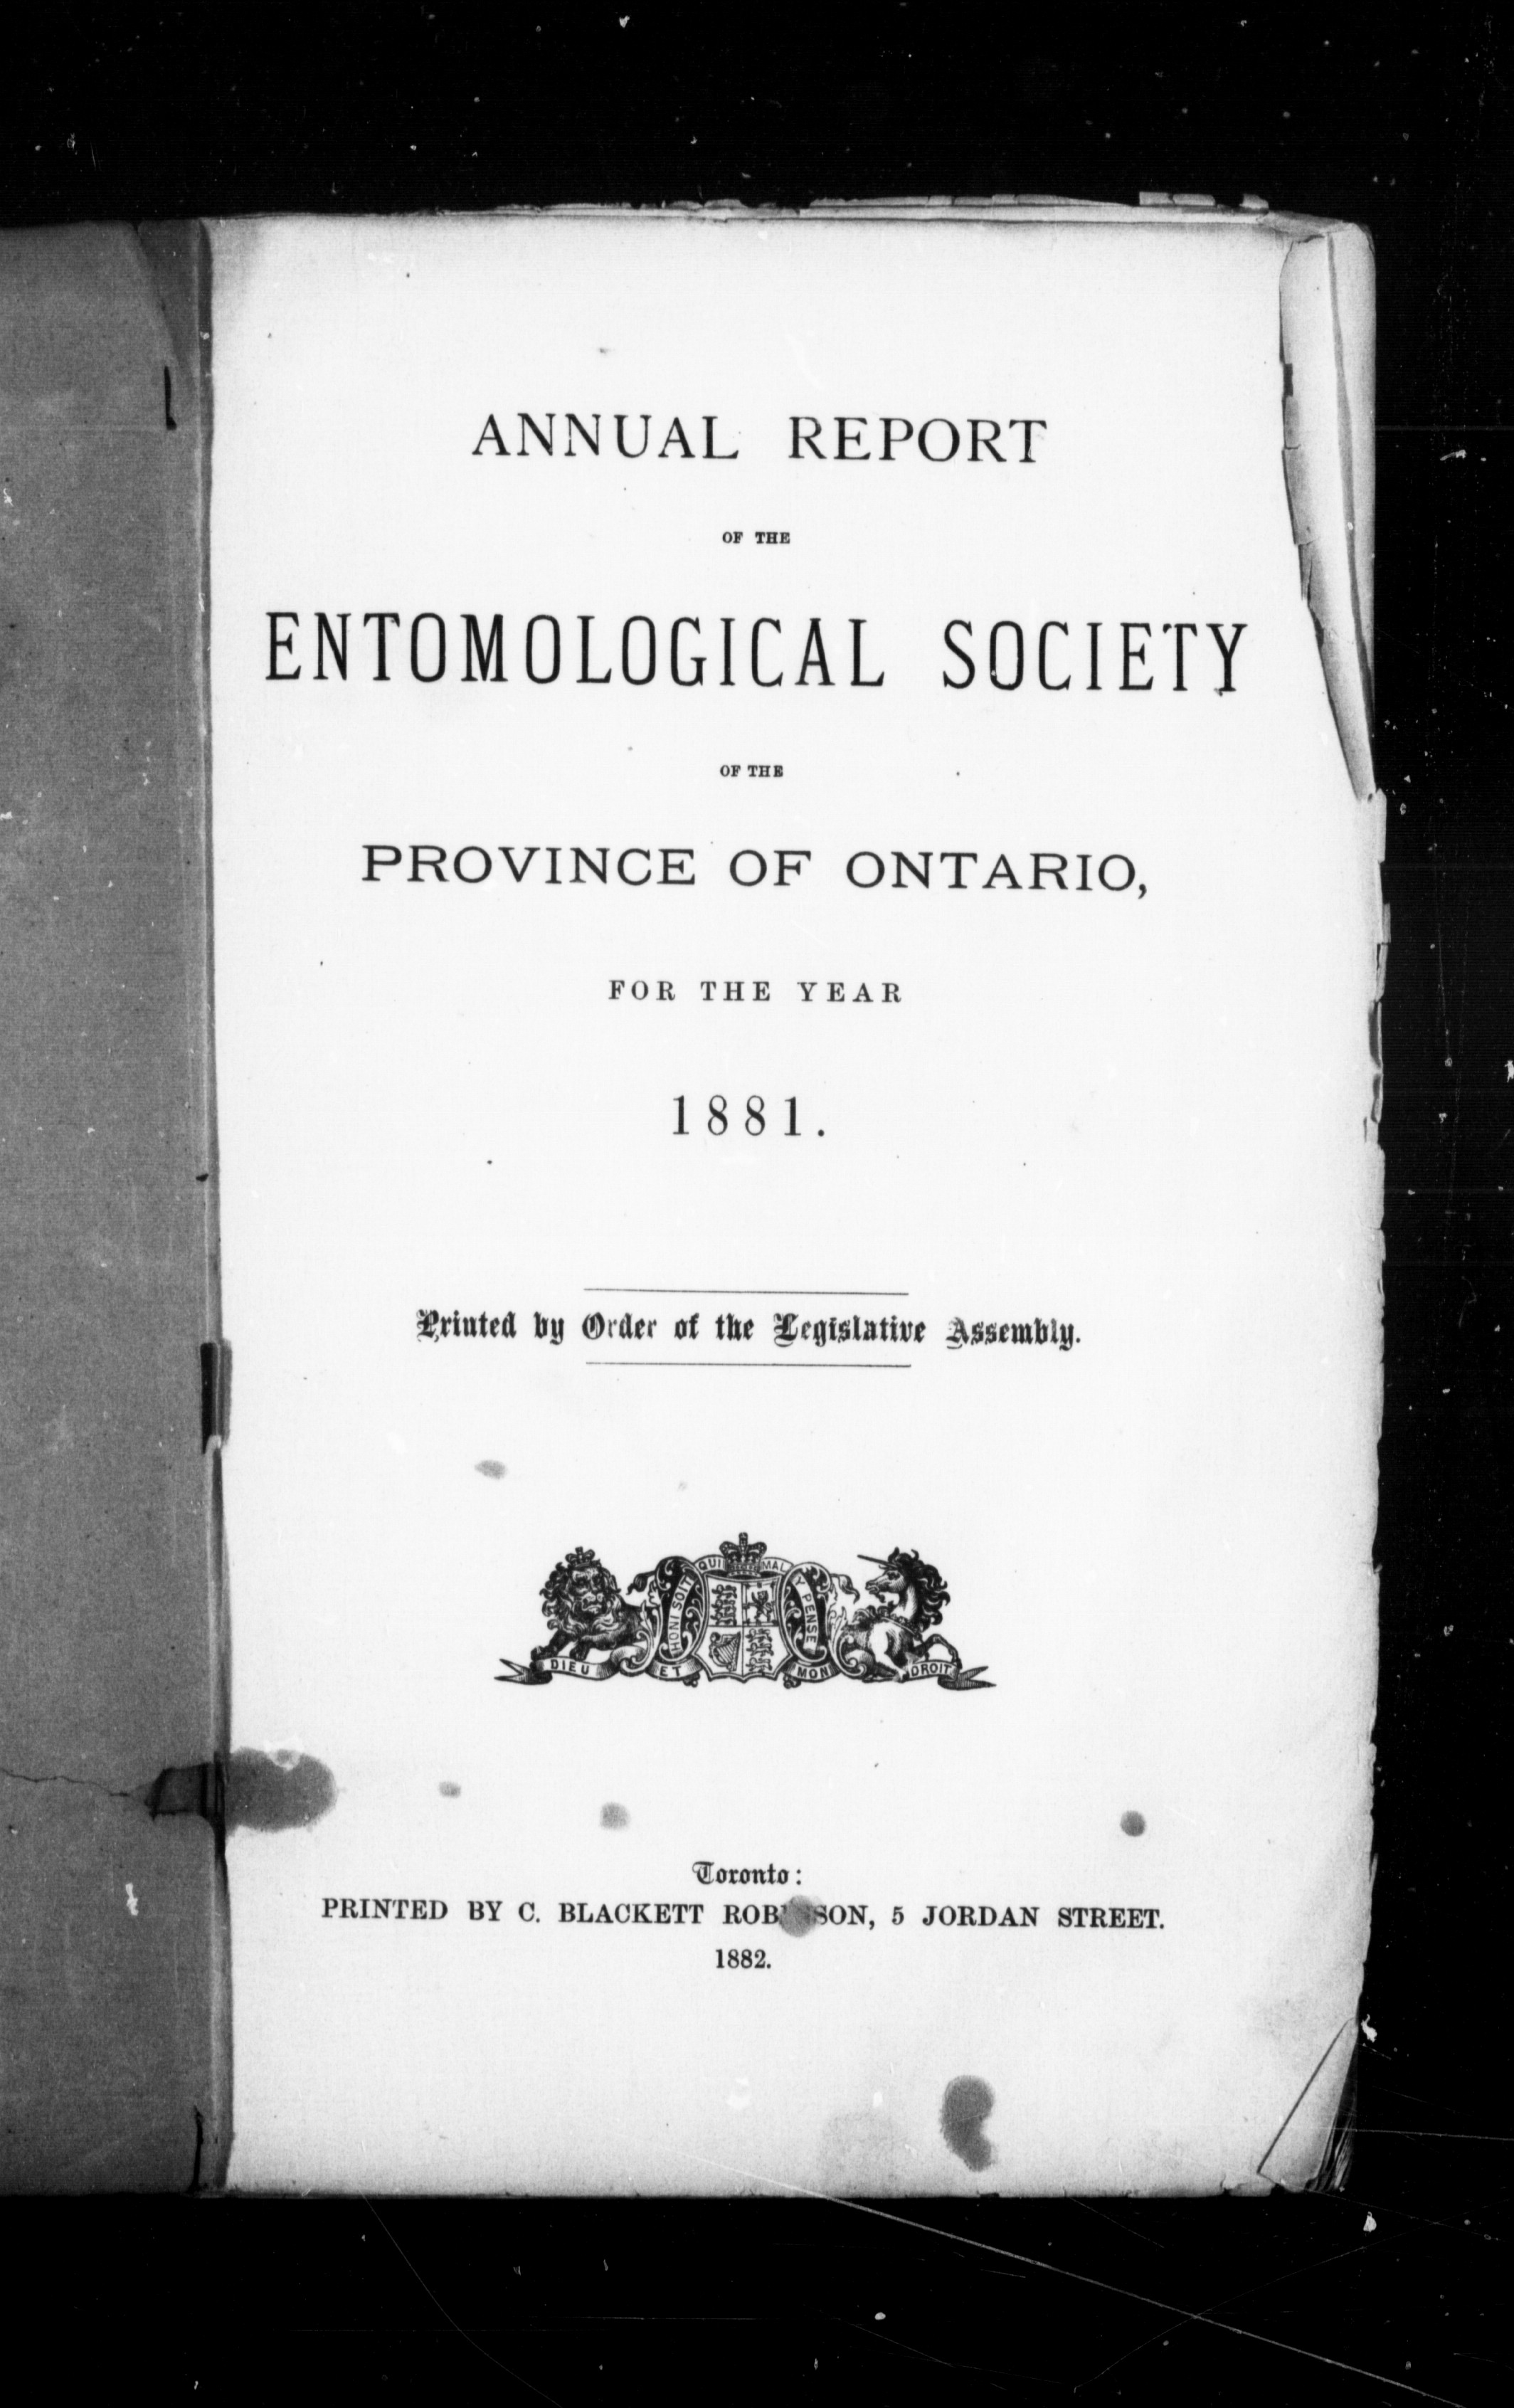 ANNUAL REPORT
OF THE
ENTOMOLOGICAL SOCIETY
OF THE
PROVINCE OF ONTARIO,
FOR THE YEAR
1881.
Printed by Order of the Legislative Assembly.
HONI SOIT QUI MAL Y PENSE
DIEU ET MON DROIT
Toronto:
PRINTED BY C. BLACKETT 5 JORDAN STREET.
1882.